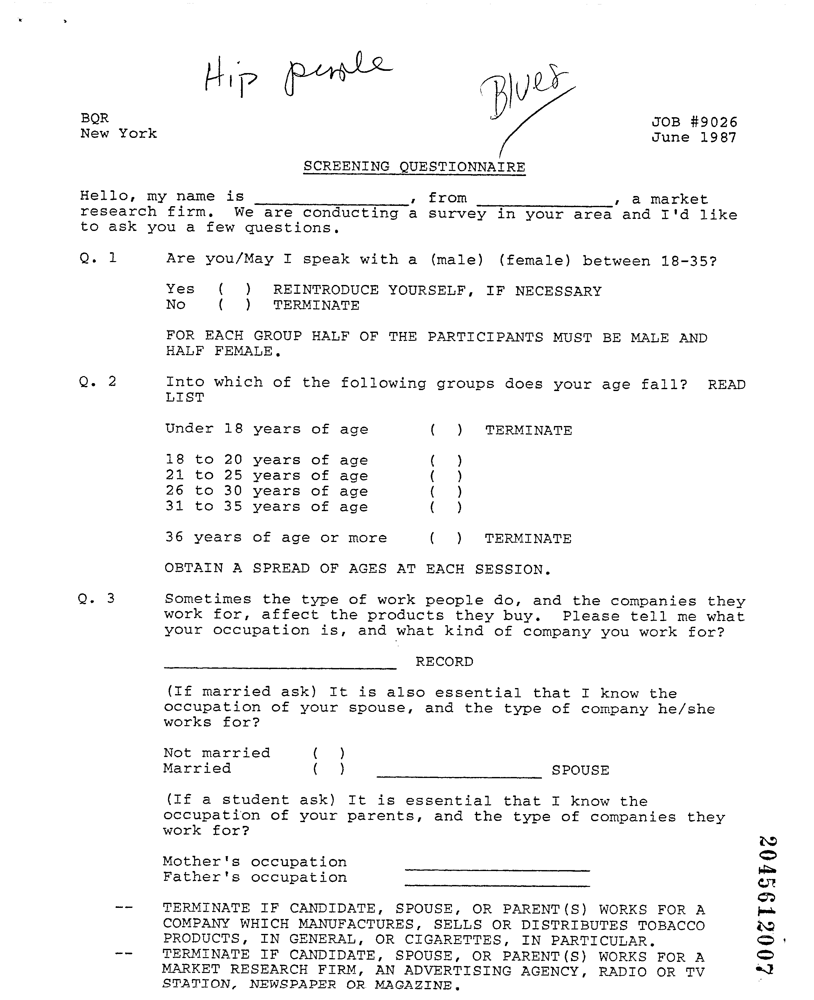 Hip people
Blues
BQR
JOB #9026
New York
June 1987
SCREENING QUESTIONNAIRE
Hello, my name is ________________, from ______________, a market
research firm. We are conducting a survey in your area and I'd like
to ask you a few questions.
Q. 1 Are you/May I speak with a (male) (female) between 18-35?
Yes ( ) REINTRODUCE YOURSELF, IF NECESSARY
No ( ) TERMINATE
FOR EACH GROUP HALF OF THE PARTICIPANTS MUST BE MALE AND
HALF FEMALE.
Q. 2 Into which of the following groups does your age fall? READ
LIST
Under 18 years of age ( ) TERMINATE
18 to 20 years of age ( )
21 to 25 years of age ( )
26 to 30 years of age ( )
31 to 35 years of age ( )
36 years of age or more ( ) TERMINATE
OBTAIN A SPREAD OF AGES AT EACH SESSION.
Q. 3 Sometimes the type of work people do, and the companies they
work for, affect the products they buy. Please tell me what
your occupation is, and what kind of company you work for?
________________________ RECORD
(If married ask) It is also essential that I know the
occupation of your spouse, and the type of company he/she
works for?
Not married ( )
Married ( ) _________________ SPOUSE
(If a student ask) It is essential that I know the
occupation of your parents, and the type of companies they
work for?
Mother's occupation ___________________
Father's occupation ___________________
-- TERMINATE IF CANDIDATE, SPOUSE, OR PARENT(S) WORKS FOR A
COMPANY WHICH MANUFACTURES, SELLS OR DISTRIBUTES TOBACCO
PRODUCTS, IN GENERAL, OR CIGARETTES, IN PARTICULAR.
-- TERMINATE IF CANDIDATE, SPOUSE, OR PARENT(S) WORKS FOR A
MARKET RESEARCH FIRM, AN ADVERTISING AGENCY, RADIO OR TV
STATION, NEWSPAPER OR MAGAZINE.
2045612007